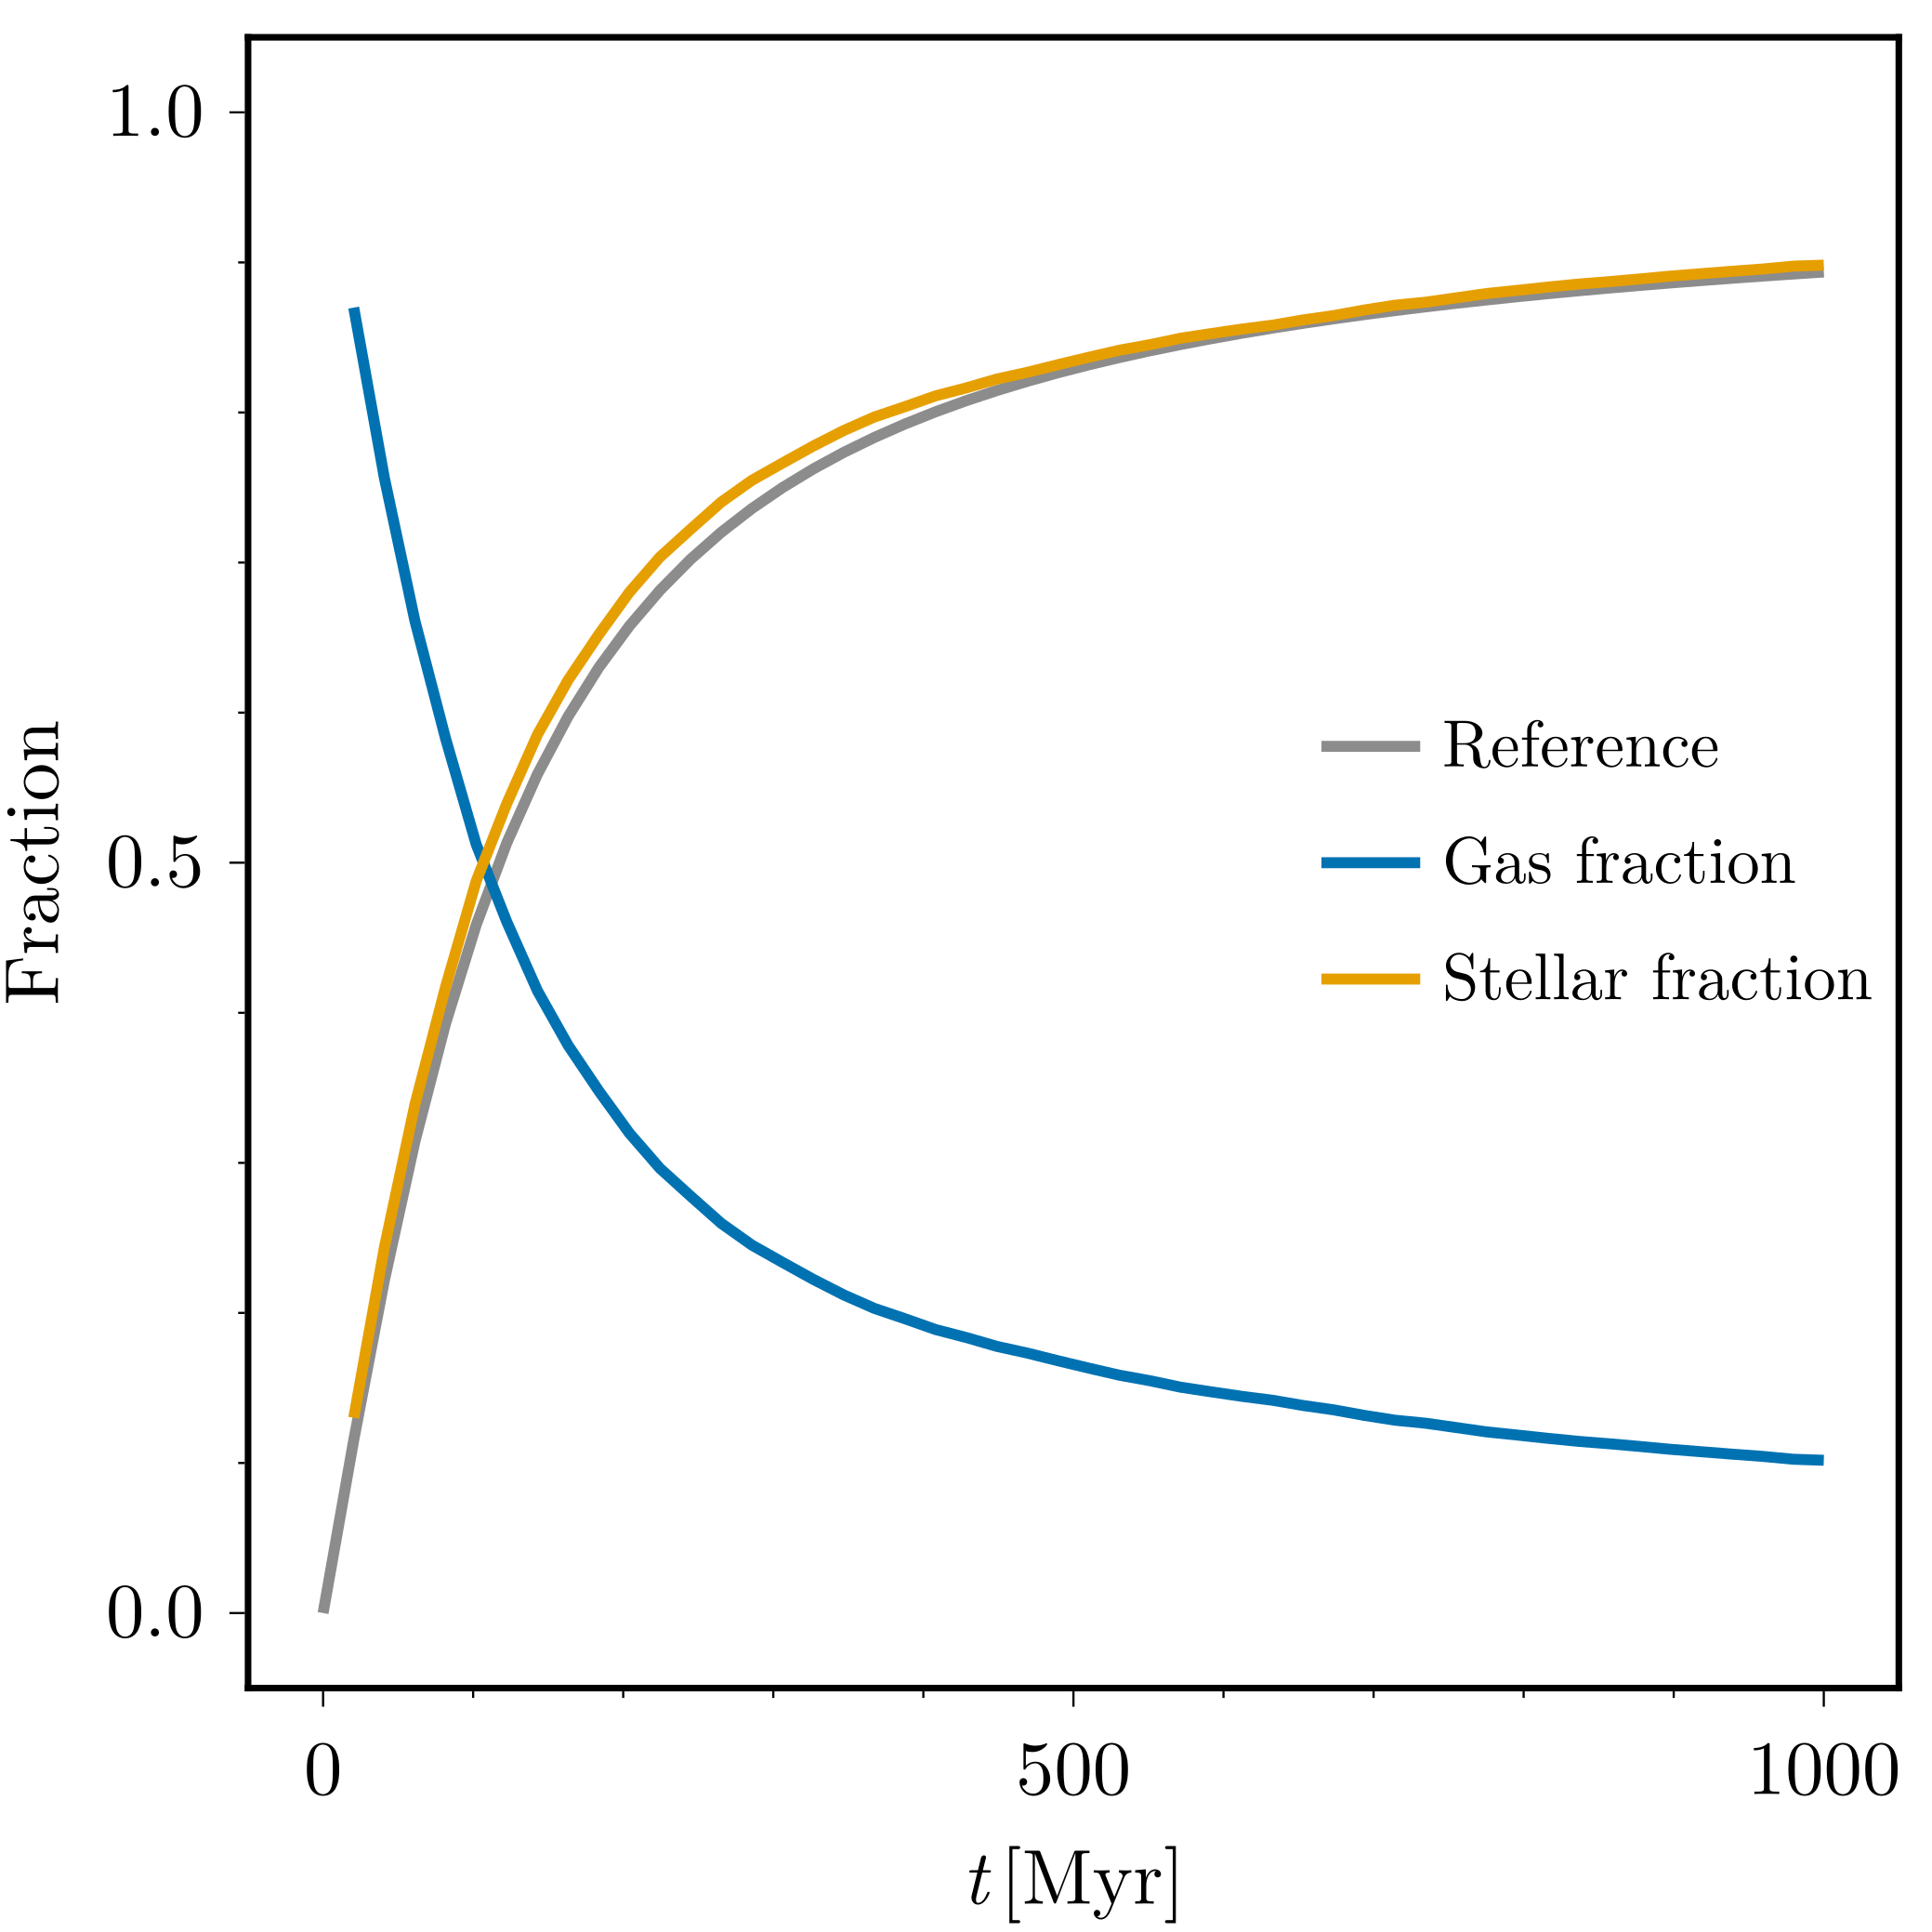 1.0
0.5
0.0
Fraction
Reference
Gas fraction
Stellar fraction
0 500 1000
t [Myr]